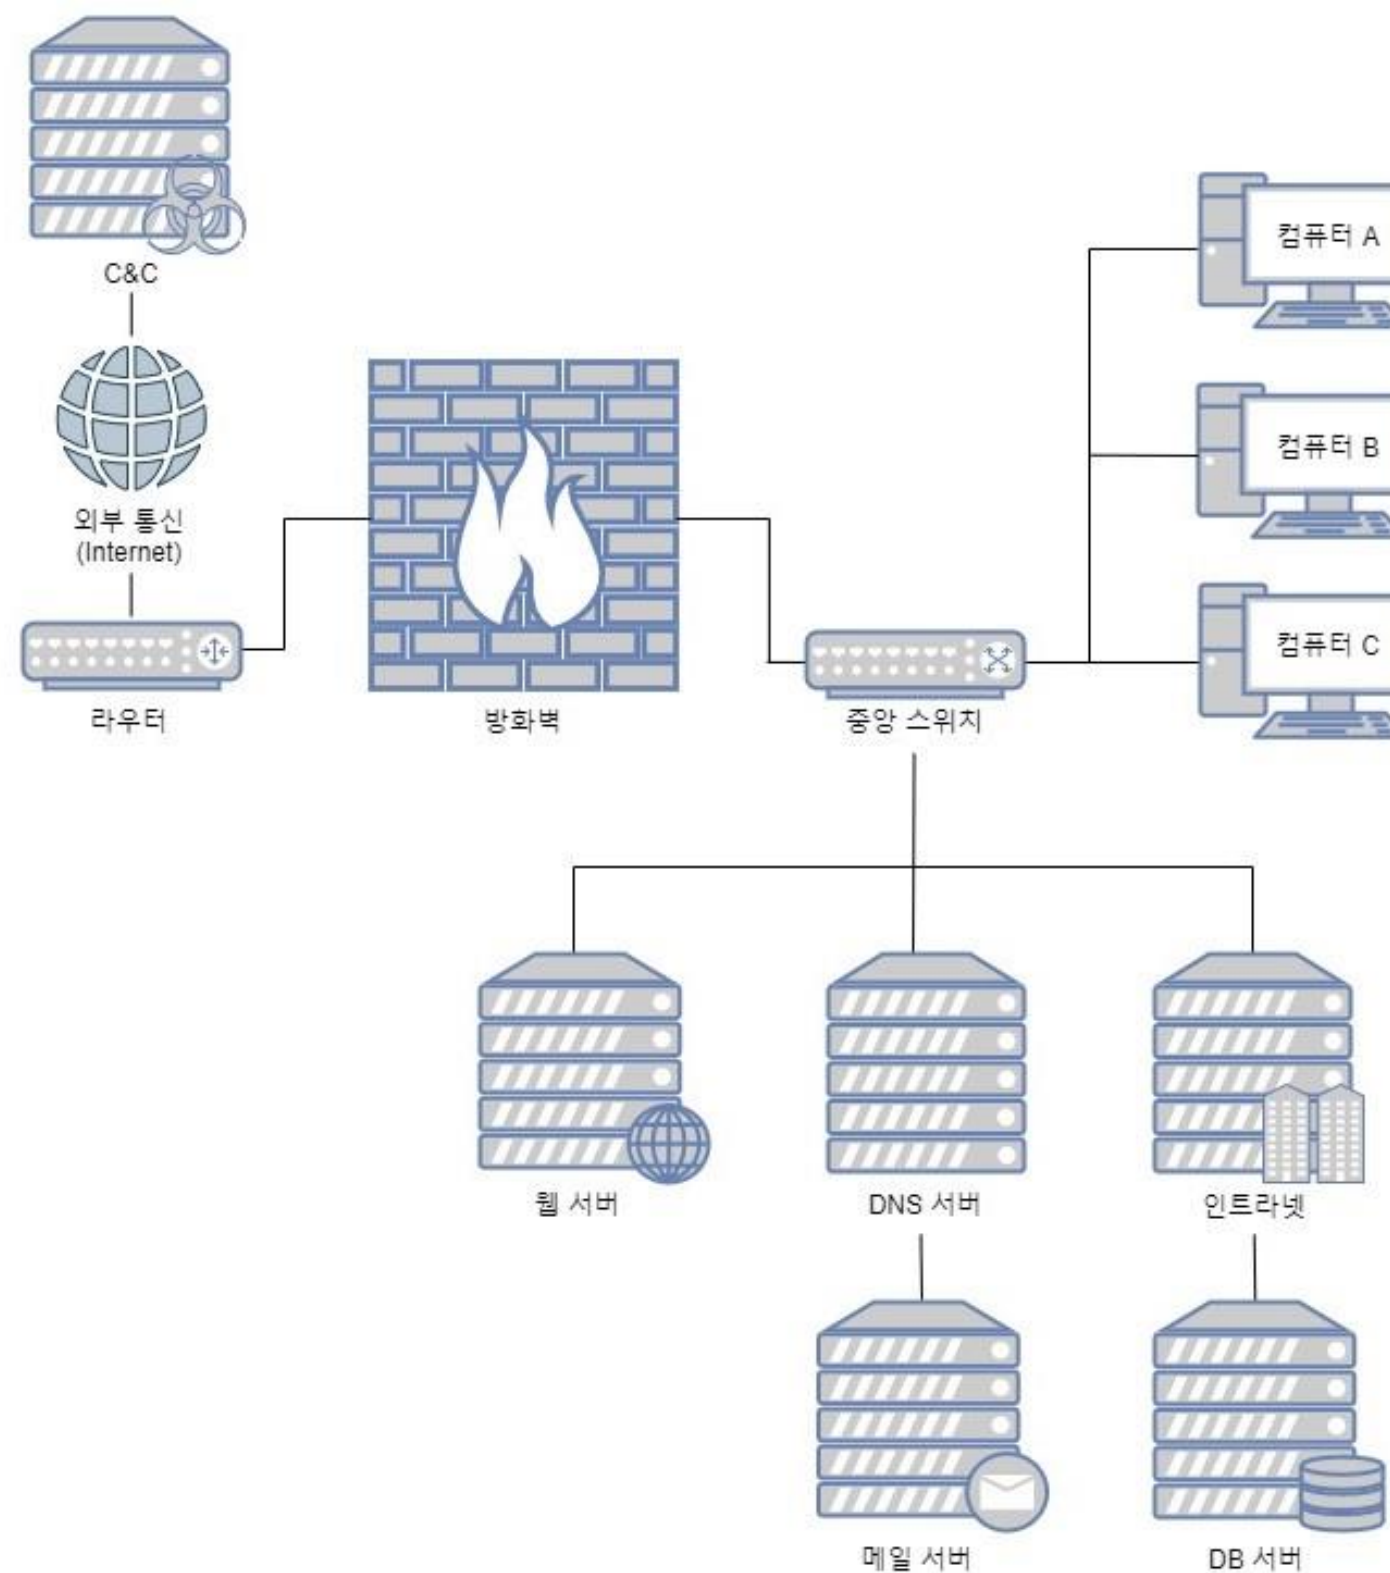 C&C
외부 통신
(Internet)
라우터
방화벽
중앙 스위치
컴퓨터 A
컴퓨터 B
컴퓨터 C
웹 서버
DNS 서버
인트라넷
메일 서버
DB 서버